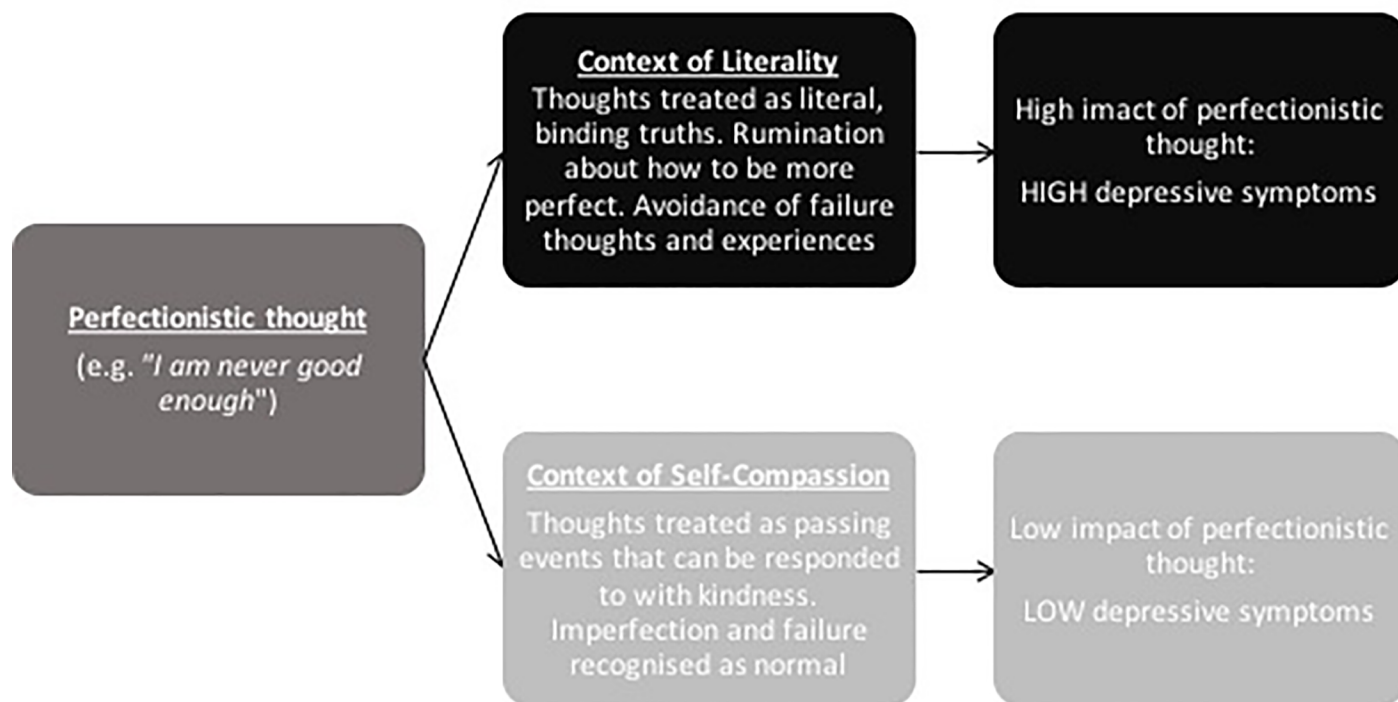 Perfectionistic thought
(e.g. "I am never good
enough")
Context of Literality
Thoughts treated as literal,
binding truths. Rumination
about how to be more
perfect. Avoidance of failure
thoughts and experiences
High imact of perfectionistic
thought:
HIGH depressive symptoms
Context of Self-Compassion
Thoughts treated as passing
events that can be responded
to with kindness.
Imperfection and failure
recognised as normal
Low impact of perfectionistic
thought:
LOW depressive symptoms